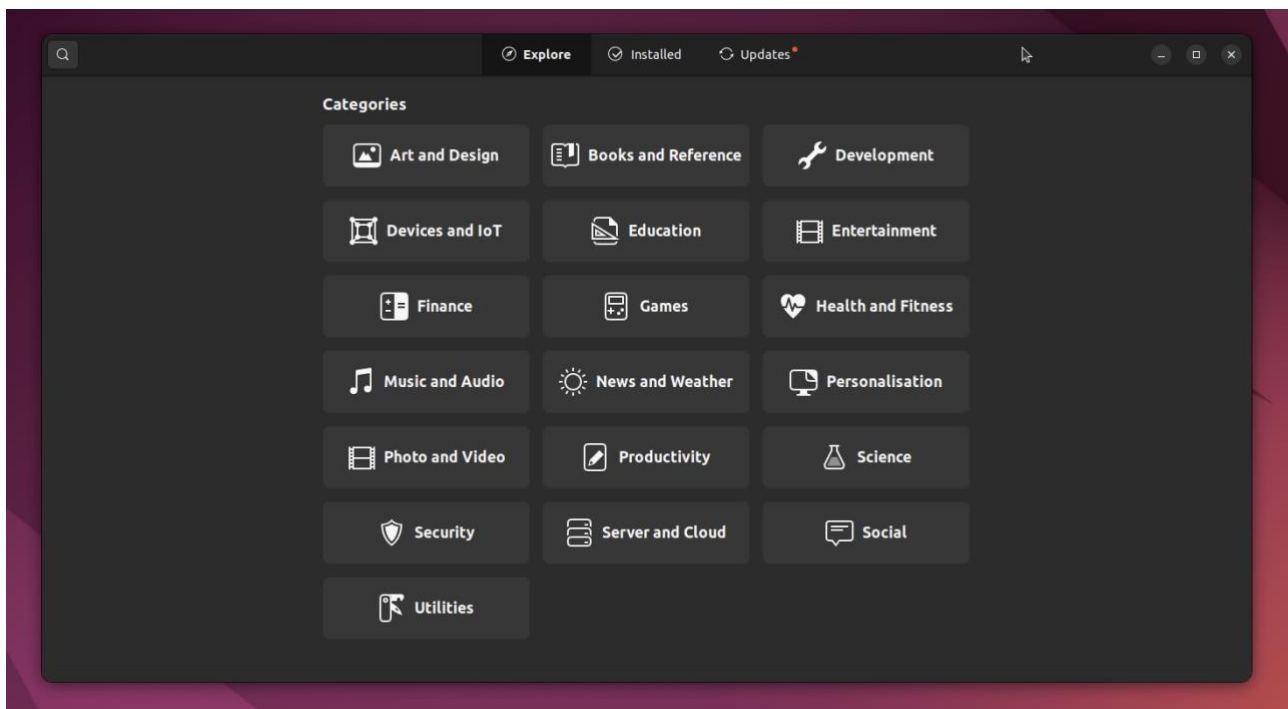 Explore Installed Updates
Categories
Art and Design Books and Reference Development
Devices and IoT Education Entertainment
Finance Games Health and Fitness
Music and Audio News and Weather Personalisation
Photo and Video Productivity Science
Security Server and Cloud Social
Utilities